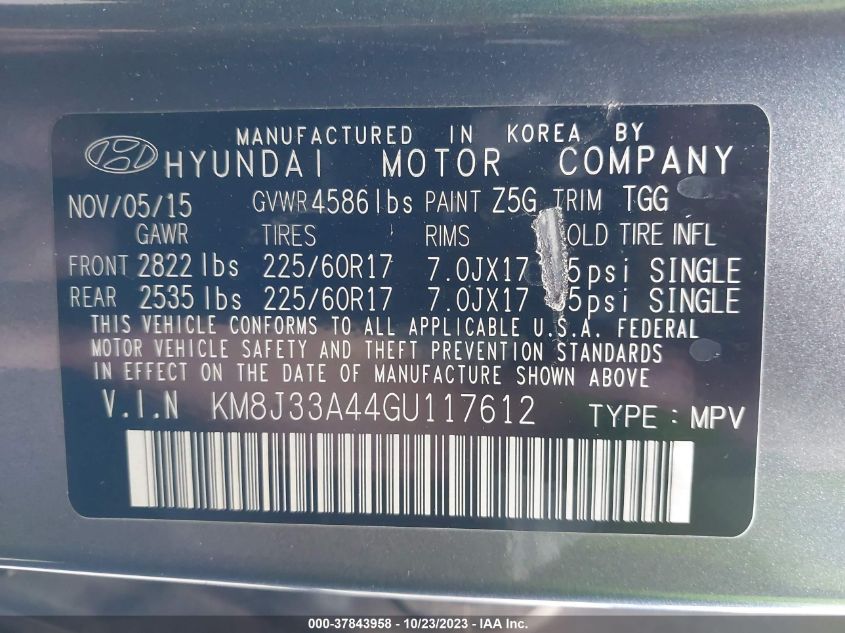 MANUFACTURED IN KOREA BY
HYUNDAI MOTOR COMPANY
NOV/05/15 GVWR 4586 lbs PAINT Z5G TRIM TGG
GAWR TIRES RIMS TIRE INFL
FRONT 2822 lbs 225/60R17 7.0JX17 SINGLE
REAR 2535 lbs 225/60R17 7.0JX17 SINGLE
THIS VEHICLE CONFORMS TO ALL APPLICABLE U.S.A. FEDERAL
MOTOR VEHICLE SAFETY AND THEFT PREVENTION STANDARDS
IN EFFECT ON THE DATE OF MANUFACTURE SHOWN ABOVE
V.I.N KM8J33A44GU117612 TYPE : MPV
000-37843958 - 10/23/2023 - IAA Inc.